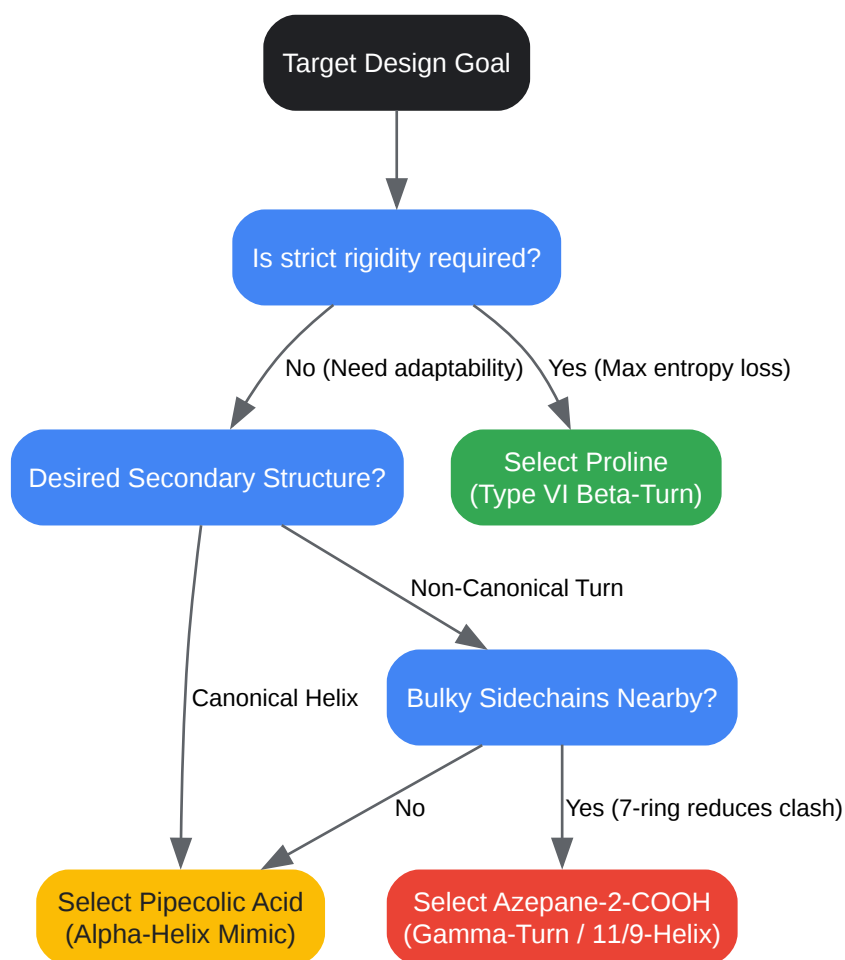 Target Design Goal
Is strict rigidity required?
No (Need adaptability)
Yes (Max entropy loss)
Desired Secondary Structure?
Select Proline
(Type VI Beta-Turn)
Non-Canonical Turn
Canonical Helix
Bulky Sidechains Nearby?
No
Yes (7-ring reduces clash)
Select Pipecolic Acid
(Alpha-Helix Mimic)
Select Azepane-2-COOH
(Gamma-Turn / 11/9-Helix)